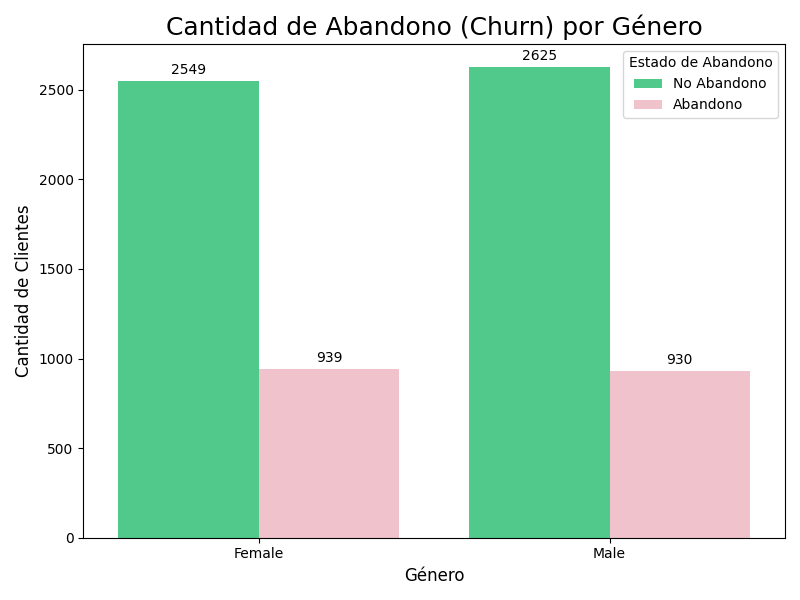 Cantidad de Abandono (Churn) por Género
Estado de Abandono
No Abandono
Abandono
2549
939
2625
930
Cantidad de Clientes
2500
2000
1500
1000
500
0
Female
Male
Género